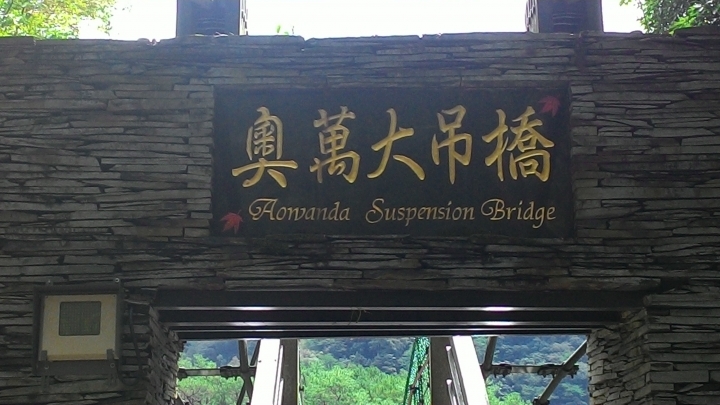 奧萬大吊橋
Aowanda Suspension Bridge